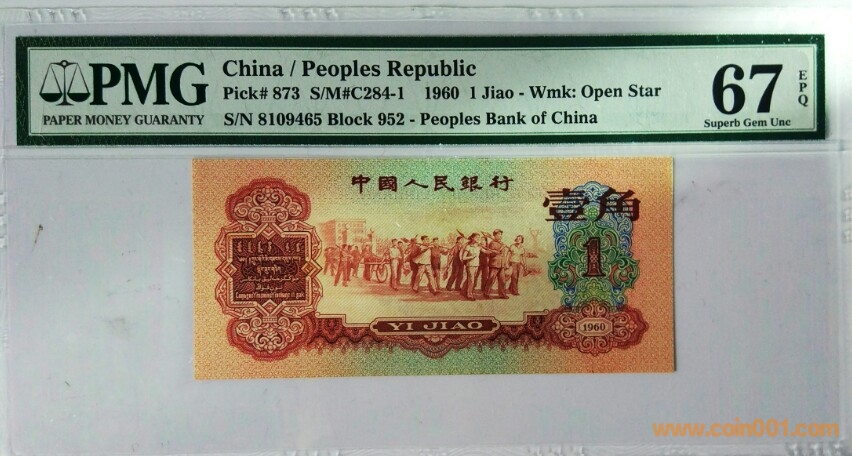 PMG
PAPER MONEY GUARANTY
China / Peoples Republic
Pick# 873 S/M#C284-1 1960 1 Jiao - Wmk: Open Star
S/N 8109465 Block 952 - Peoples Bank of China
67
EPQ
Superb Gem Unc
中國人民銀行
壹角
1
YI JIAO
1960
www.coin001.com